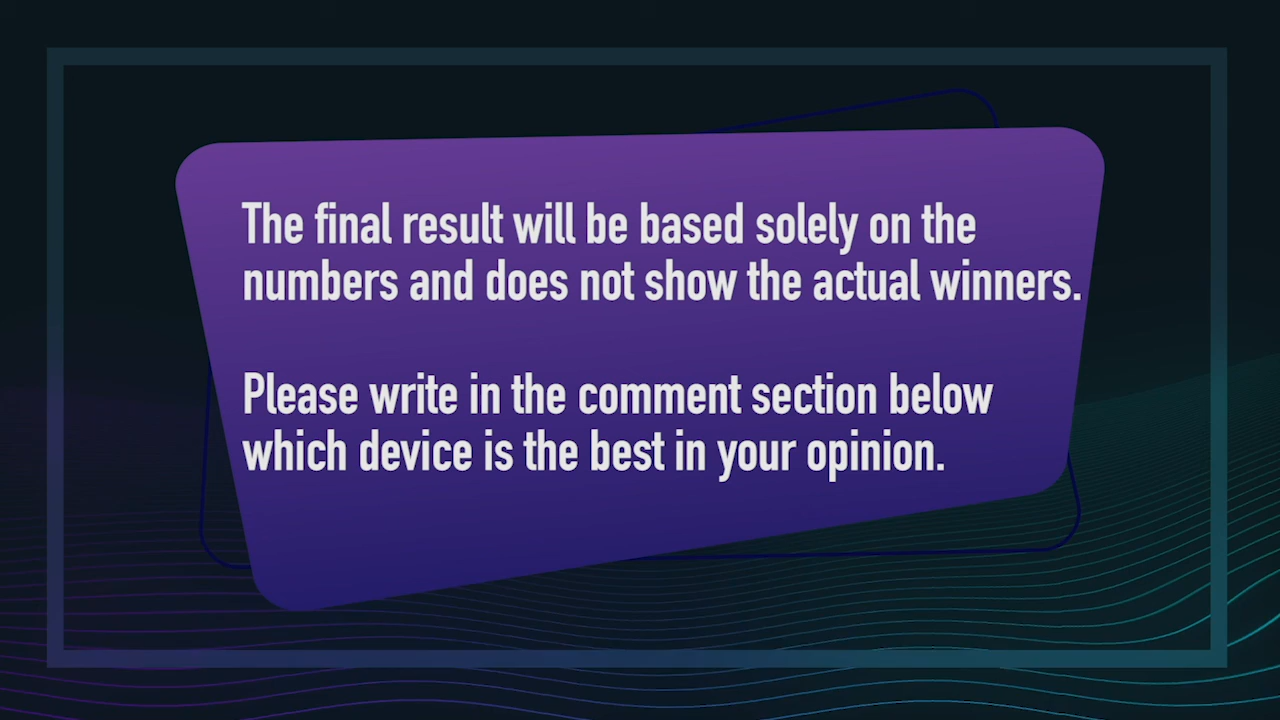 The final result will be based solely on the
numbers and does not show the actual winners.
Please write in the comment section below
which device is the best in your opinion.